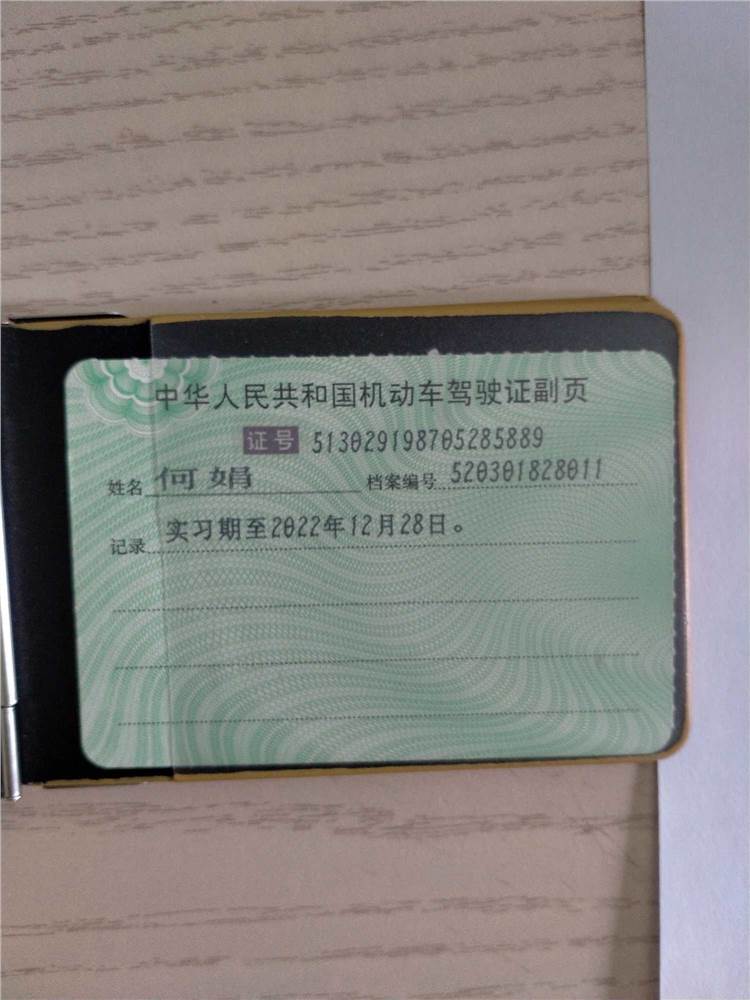 中华人民共和国机动车驾驶证副页
证号 513029198705285889
姓名 何娟 档案编号 520301828011
记录 实习期至2022年12月28日。